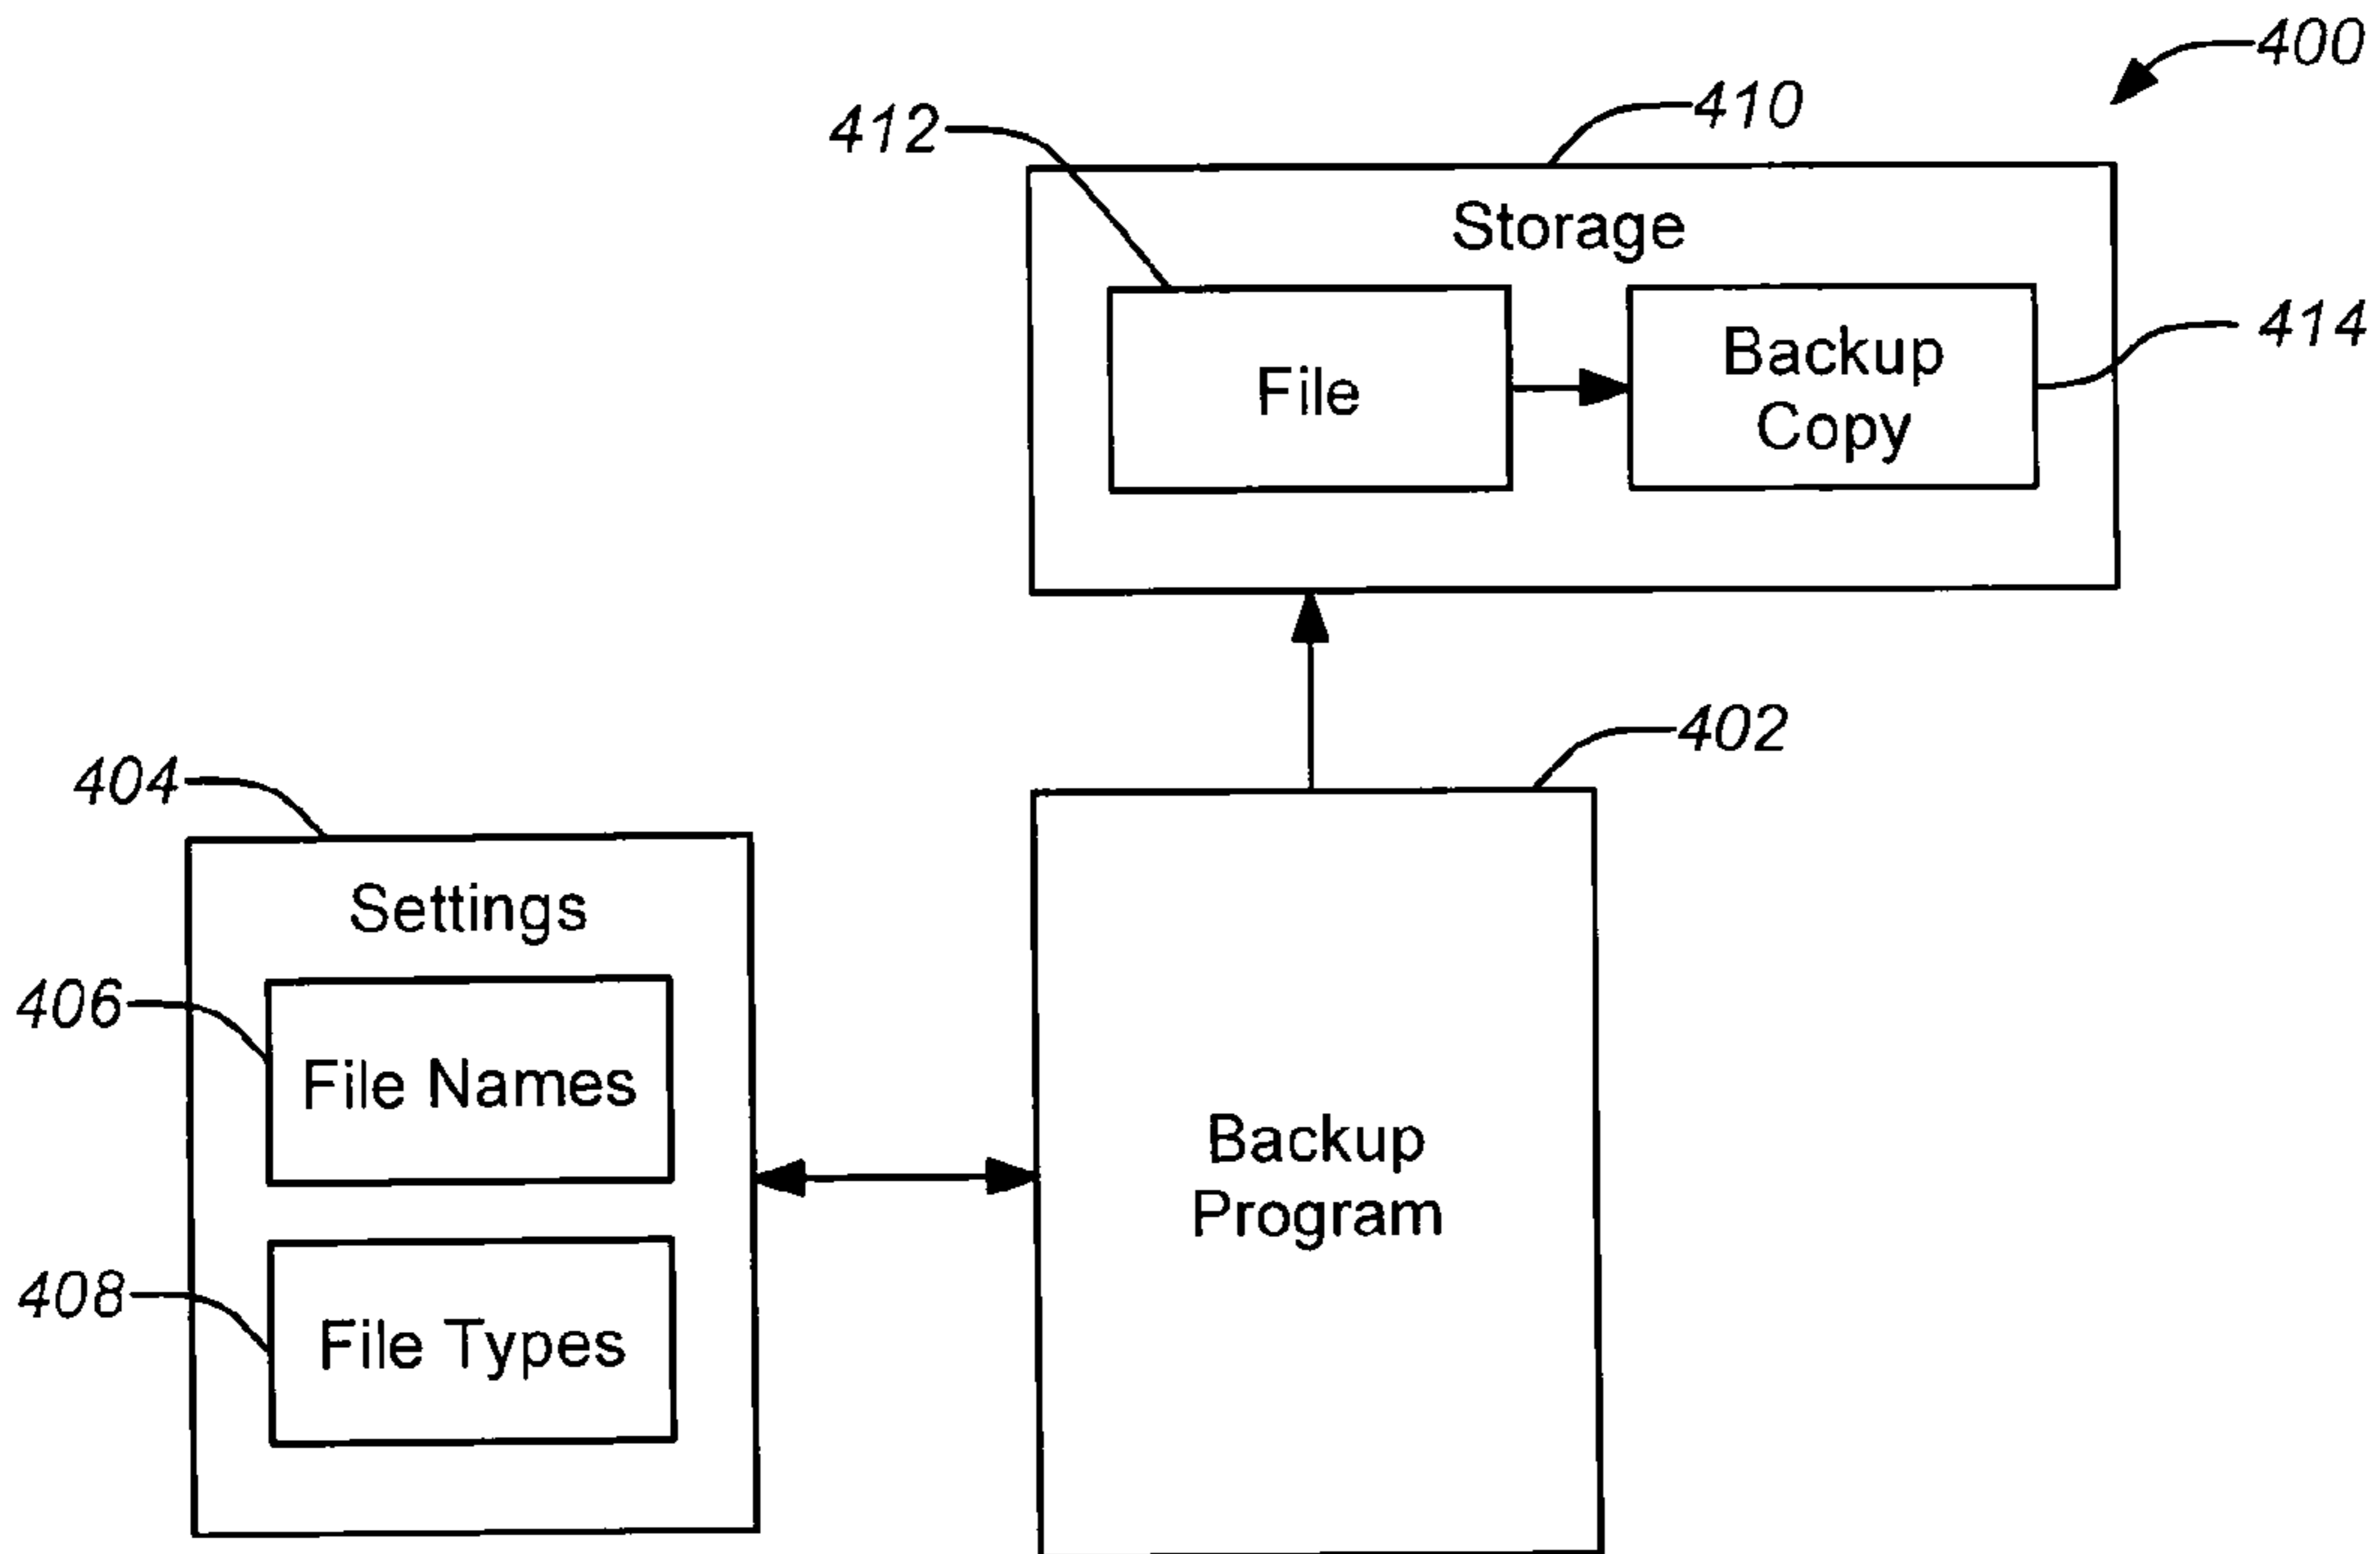 400
410
412
Storage
File
Backup
Copy
414
402
404
Settings
406
File Names
408
File Types
Backup
Program